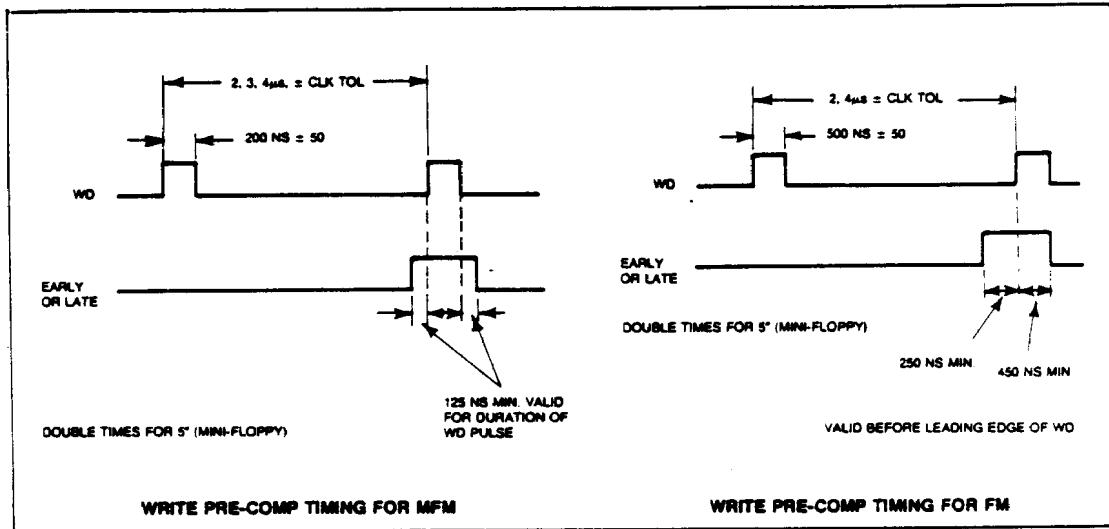 2, 3, 4μs, ± CLK TOL
200 NS ± 50
WD
EARLY
OR LATE
125 NS MIN. VALID
FOR DURATION OF
WD PULSE
DOUBLE TIMES FOR 5" (MINI-FLOPPY)
WRITE PRE-COMP TIMING FOR MFM
2, 4μs ± CLK TOL
500 NS ± 50
WD
EARLY
OR LATE
DOUBLE TIMES FOR 5" (MINI-FLOPPY)
250 NS MIN.
450 NS MIN
VALID BEFORE LEADING EDGE OF WD
WRITE PRE-COMP TIMING FOR FM